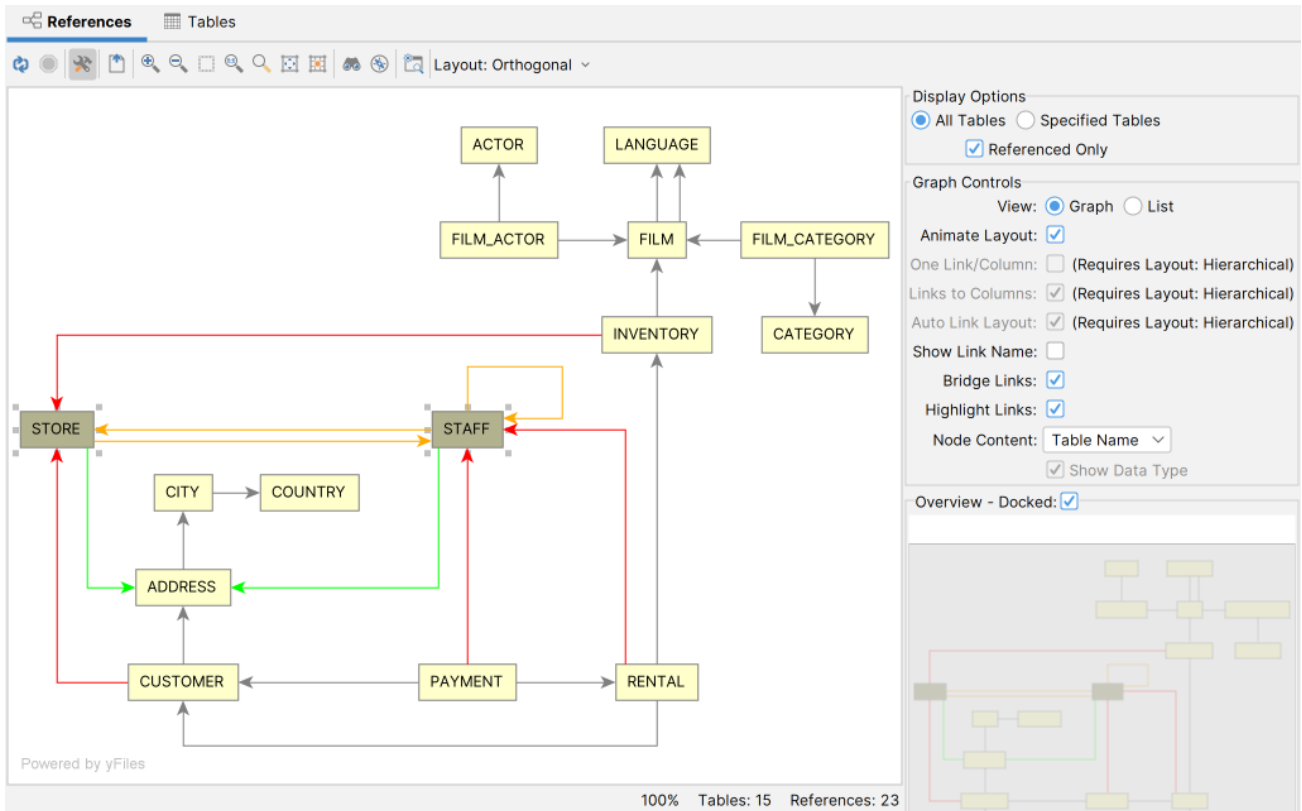 References Tables
Layout: Orthogonal
ACTOR LANGUAGE
FILM_ACTOR FILM FILM_CATEGORY
INVENTORY CATEGORY
STORE STAFF
CITY COUNTRY
ADDRESS
CUSTOMER PAYMENT RENTAL
Powered by yFiles
100% Tables: 15 References: 23
Display Options
All Tables Specified Tables
Referenced Only
Graph Controls
View: Graph List
Animate Layout:
One Link/Column: (Requires Layout: Hierarchical)
Links to Columns: (Requires Layout: Hierarchical)
Auto Link Layout: (Requires Layout: Hierarchical)
Show Link Name:
Bridge Links:
Highlight Links:
Node Content: Table Name
Show Data Type
Overview - Docked: